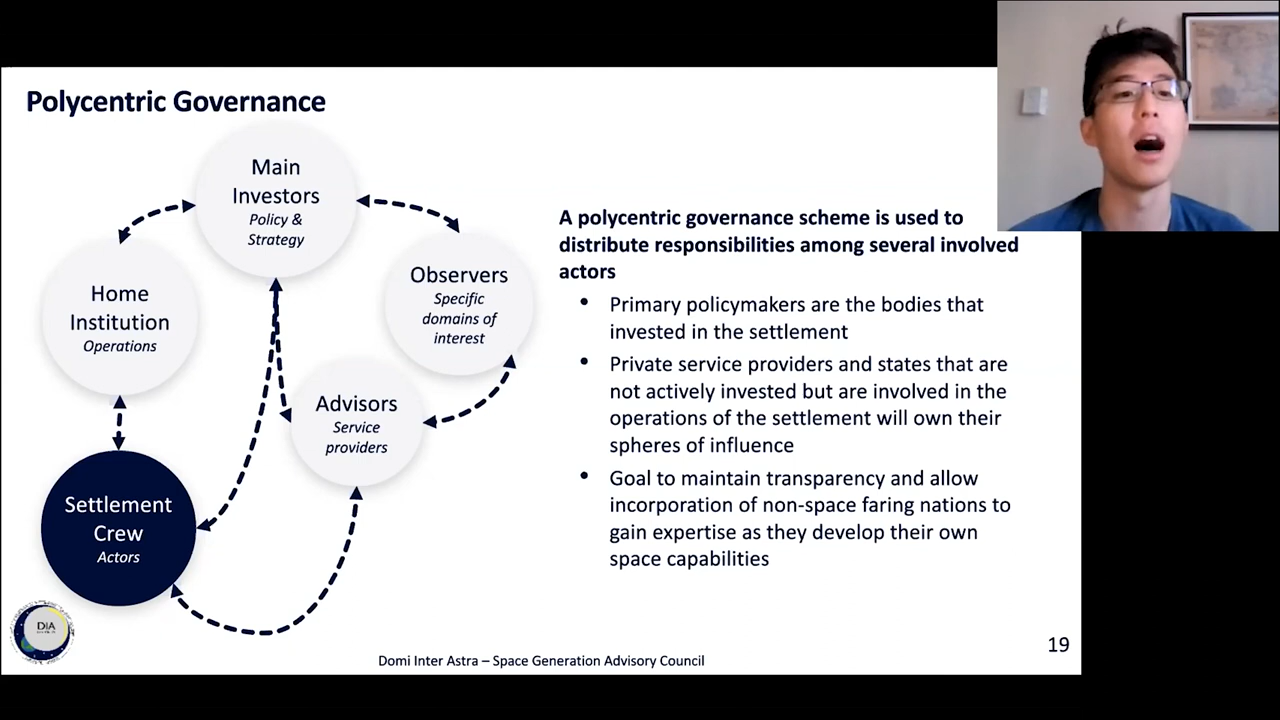 Polycentric Governance
Main
Investors
Policy &
Strategy
Home
Institution
Operations
Observers
Specific
domains of
interest
Advisors
Service
providers
Settlement
Crew
Actors
A polycentric governance scheme is used to
distribute responsibilities among several involved
actors
• Primary policymakers are the bodies that
invested in the settlement
• Private service providers and states that are
not actively invested but are involved in the
operations of the settlement will own their
spheres of influence
• Goal to maintain transparency and allow
incorporation of non-space faring nations to
gain expertise as they develop their own
space capabilities
DIA
Domi Inter Astra – Space Generation Advisory Council
19